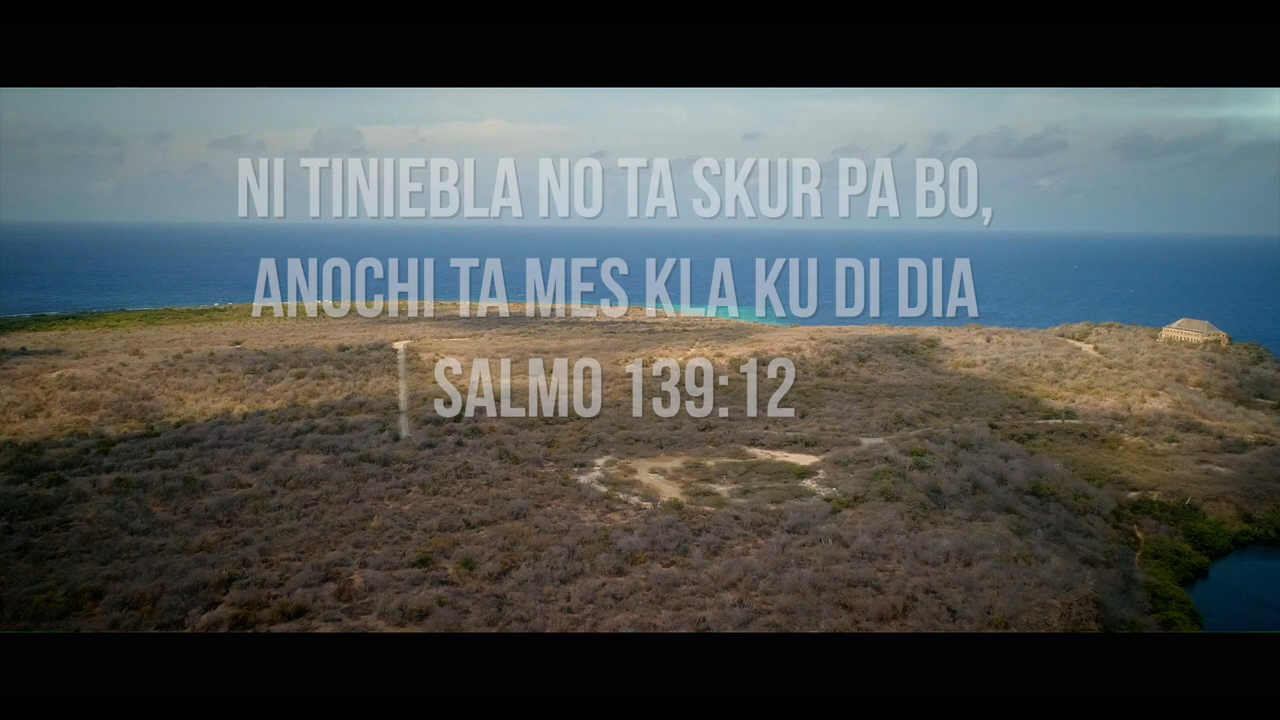 NI TINIEBLA NO TA SKUR PA BO,
ANOCHI TA MES KLA KU DI DIA
SALMO 139:12